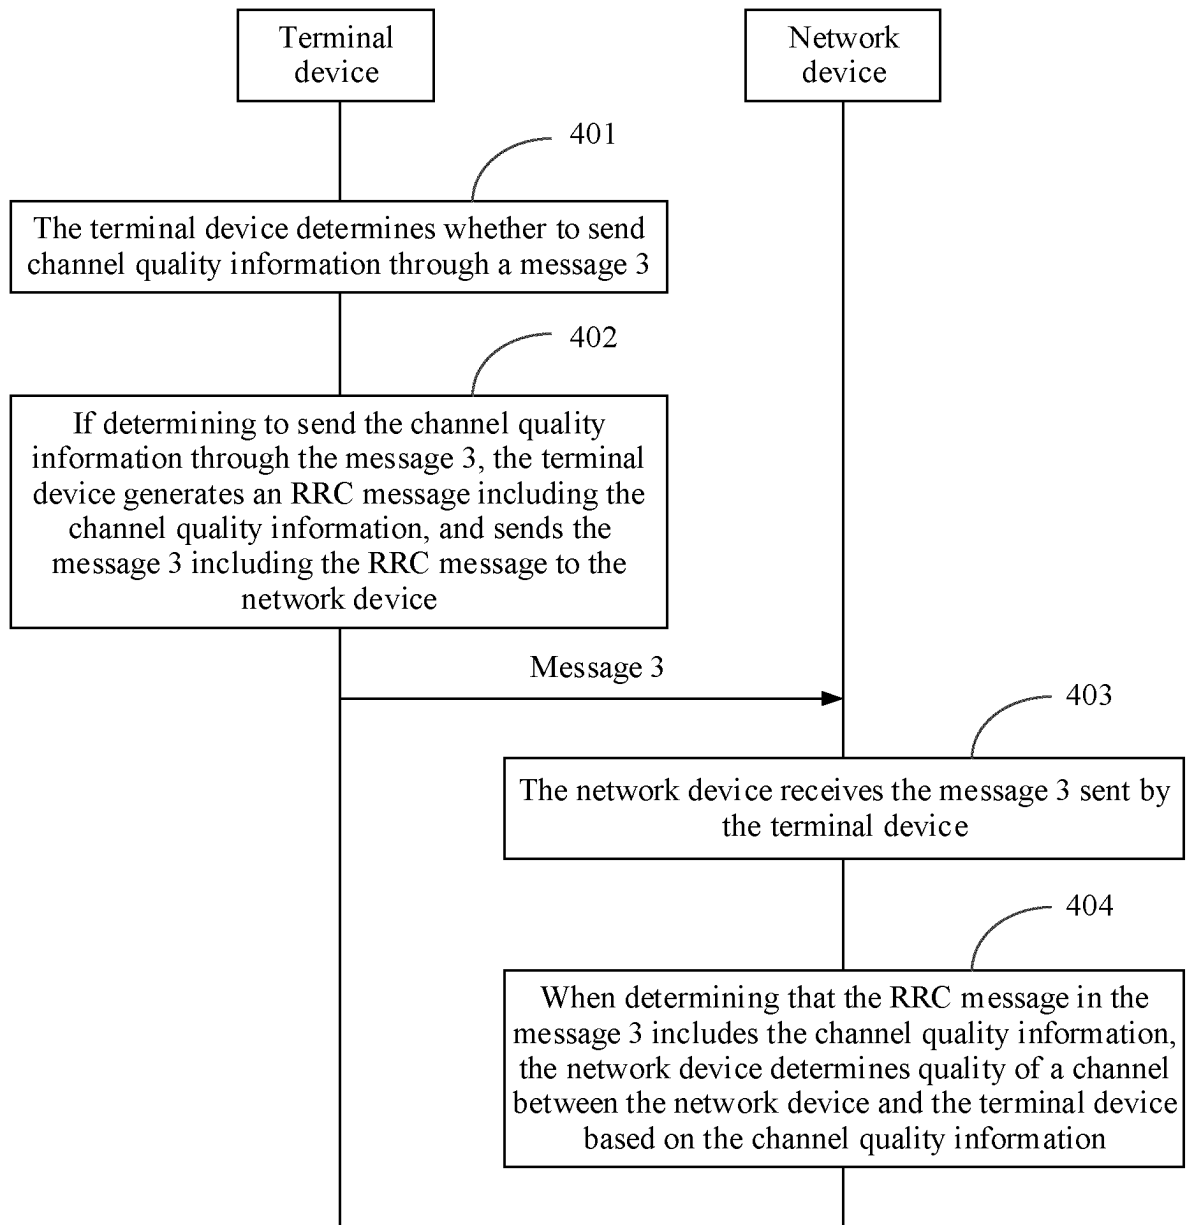 Terminal
device
Network
device
401
The terminal device determines whether to send
channel quality information through a message 3
402
If determining to send the channel quality
information through the message 3, the terminal
device generates an RRC message including the
channel quality information, and sends the
message 3 including the RRC message to the
network device
Message 3
403
The network device receives the message 3 sent by
the terminal device
404
When determining that the RRC message in the
message 3 includes the channel quality information,
the network device determines quality of a channel
between the network device and the terminal device
based on the channel quality information